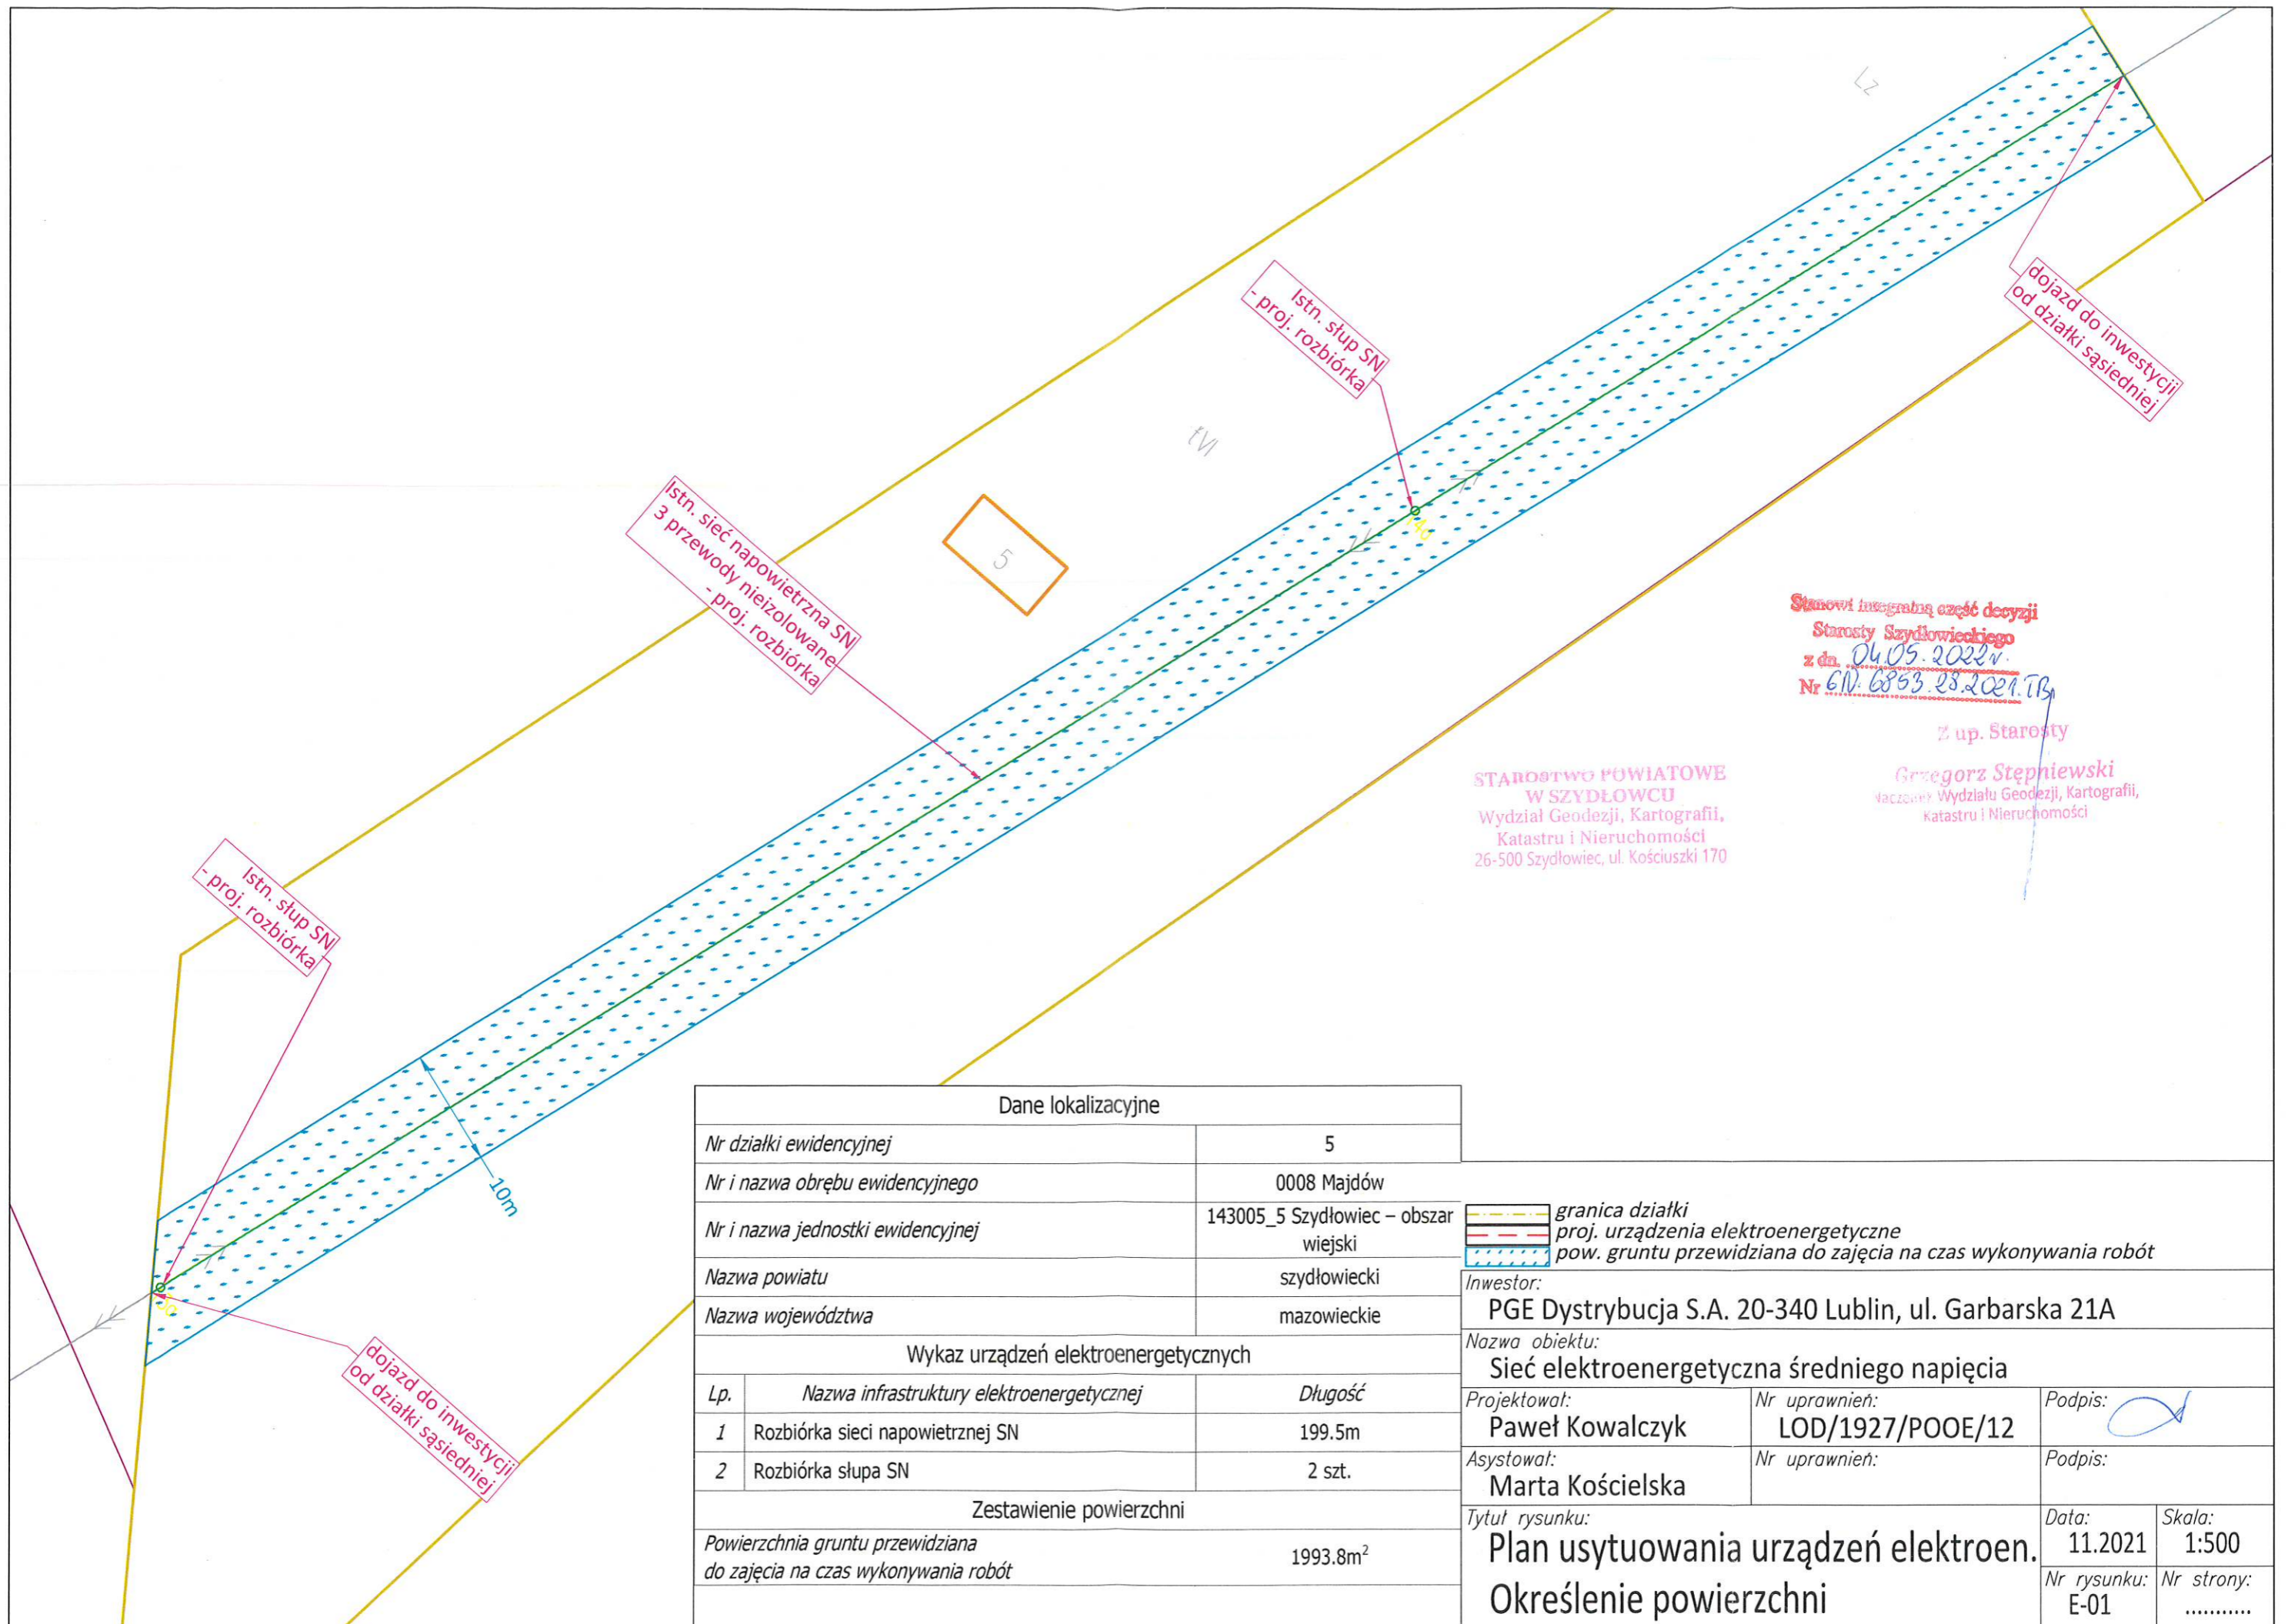 Lz
dojazd do inwestycji
od działki sąsiedniej
Istn. słup SN
- proj. rozbiórka
tVI
140
Istn. sieć napowietrzna SN
3 przewody nieizolowane
- proj. rozbiórka
5
Stanowi integralną część decyzji
Starosty Szydłowieckiego
z dn. 04.05.2022r.
Nr GN.6853.23.2021.TB
Z up. Starosty
Grzegorz Stępniewski
Naczelnik Wydziału Geodezji, Kartografii,
Katastru i Nieruchomości
STAROSTWO POWIATOWE
W SZYDŁOWCU
Wydział Geodezji, Kartografii,
Katastru i Nieruchomości
26-500 Szydłowiec, ul. Kościuszki 170
Istn. słup SN
- proj. rozbiórka
10m
dojazd do inwestycji
od działki sąsiedniej
Dane lokalizacyjne
Nr działki ewidencyjnej 5
Nr i nazwa obrębu ewidencyjnego 0008 Majdów
Nr i nazwa jednostki ewidencyjnej 143005_5 Szydłowiec – obszar
wiejski
Nazwa powiatu szydłowiecki
Nazwa województwa mazowieckie
Wykaz urządzeń elektroenergetycznych
Lp. Nazwa infrastruktury elektroenergetycznej Długość
1 Rozbiórka sieci napowietrznej SN 199.5m
2 Rozbiórka słupa SN 2 szt.
Zestawienie powierzchni
Powierzchnia gruntu przewidziana
do zajęcia na czas wykonywania robót 1993.8m²
granica działki
proj. urządzenia elektroenergetyczne
pow. gruntu przewidziana do zajęcia na czas wykonywania robót
Inwestor:
PGE Dystrybucja S.A. 20-340 Lublin, ul. Garbarska 21A
Nazwa obiektu:
Sieć elektroenergetyczna średniego napięcia
Projektował: Nr uprawnień: Podpis:
Paweł Kowalczyk LOD/1927/POOE/12
Asystował: Nr uprawnień: Podpis:
Marta Kościelska
Tytuł rysunku: Data: Skala:
Plan usytuowania urządzeń elektroen. 11.2021 1:500
Określenie powierzchni
Nr rysunku: Nr strony:
E-01 ...........